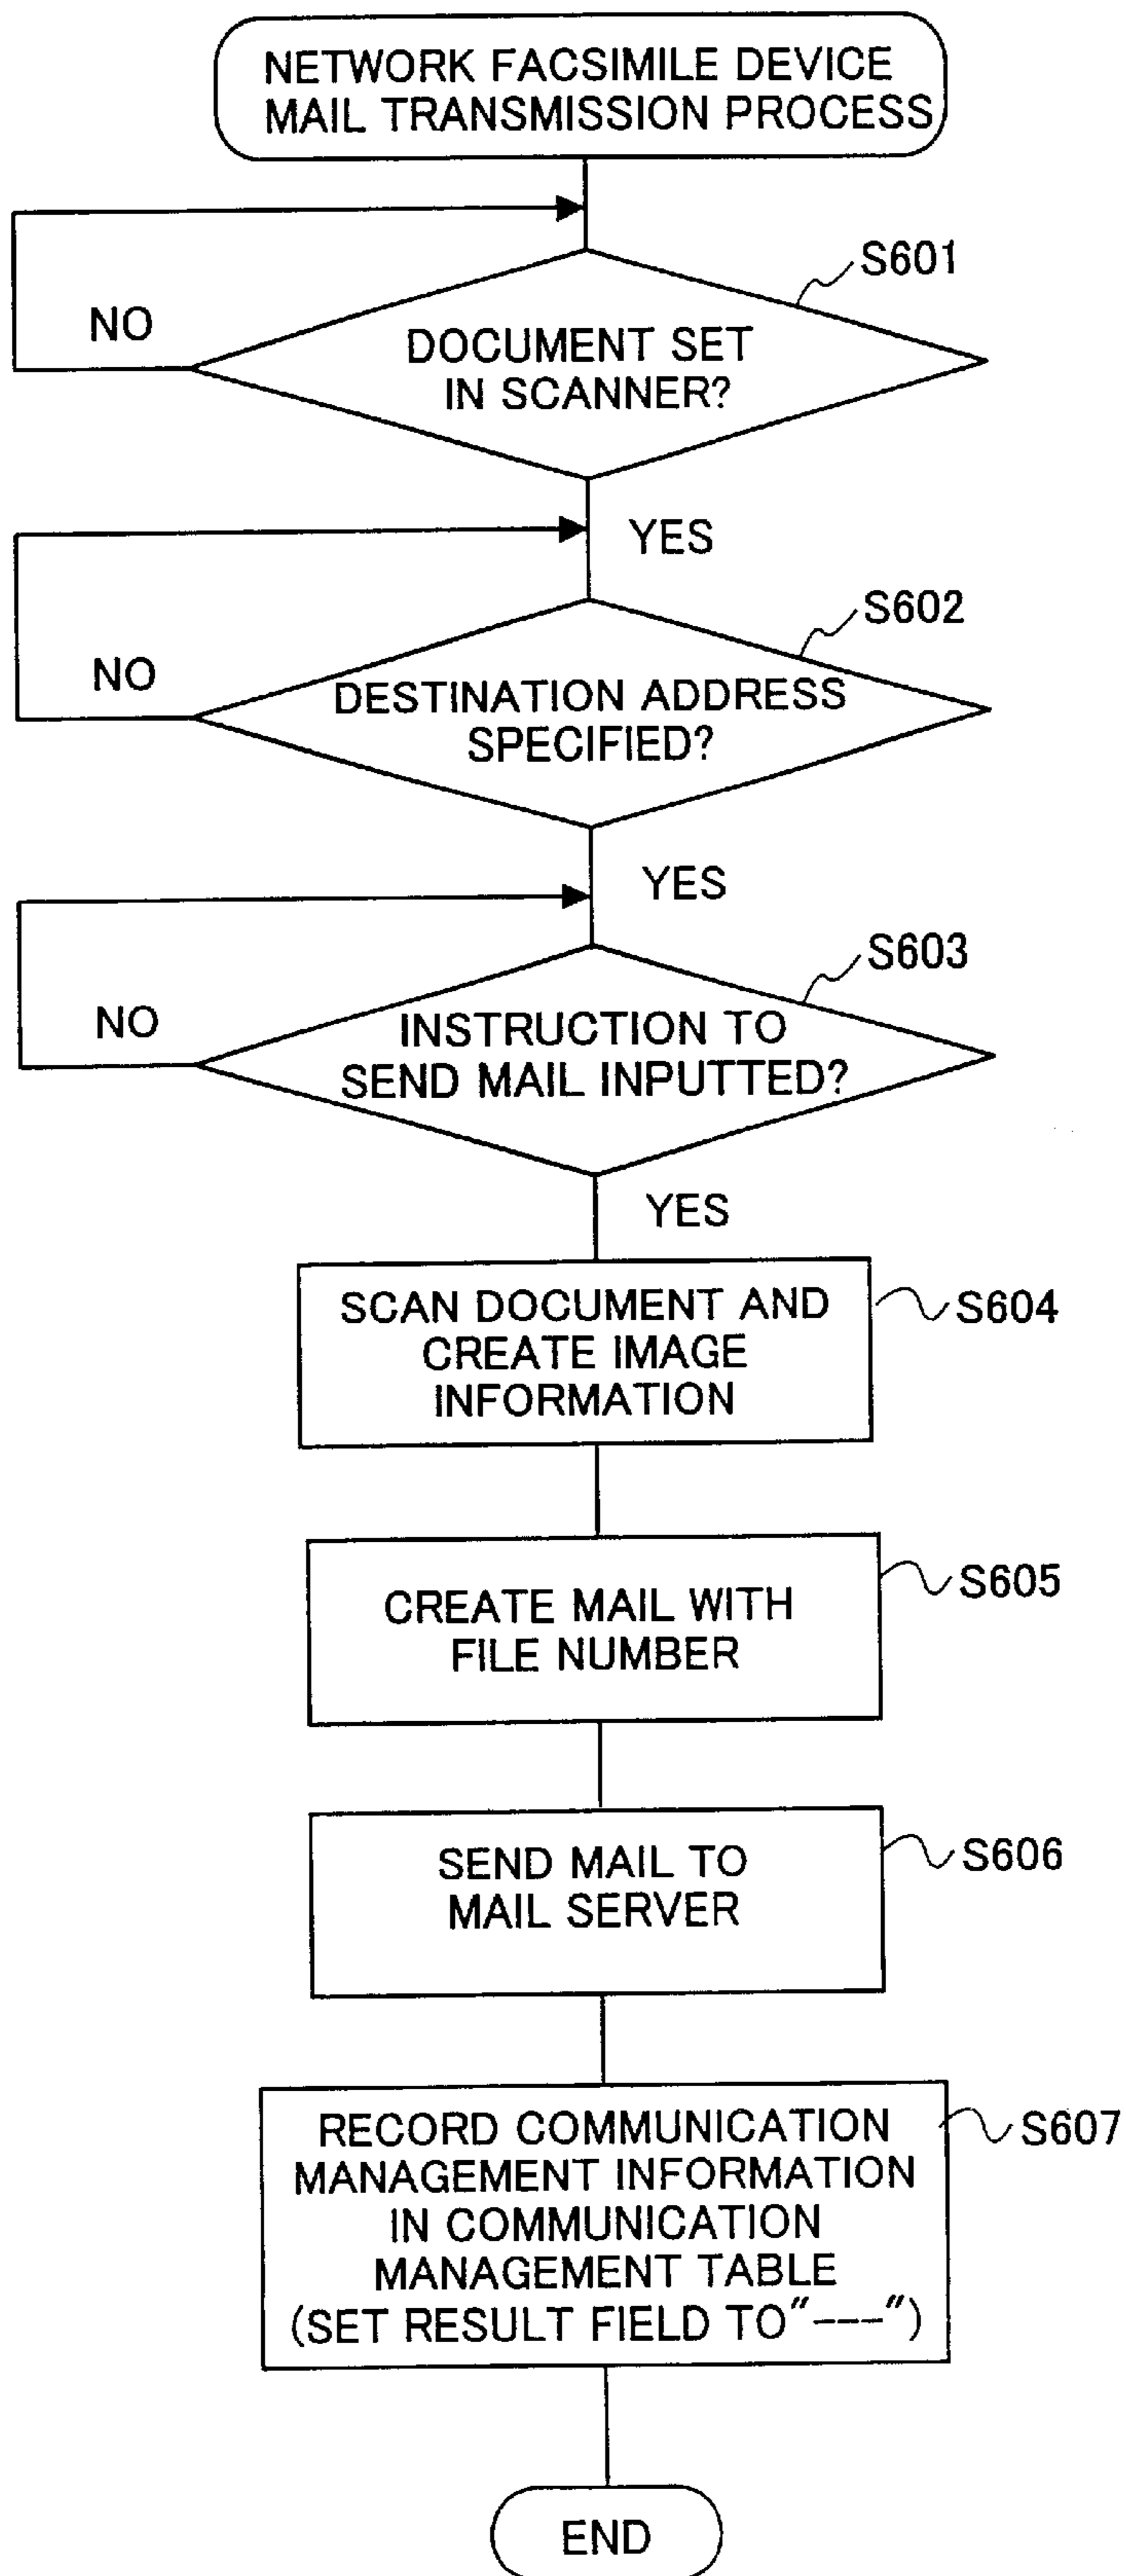 NETWORK FACSIMILE DEVICE
MAIL TRANSMISSION PROCESS
S601
NO
DOCUMENT SET
IN SCANNER?
YES
S602
NO
DESTINATION ADDRESS
SPECIFIED?
YES
S603
NO
INSTRUCTION TO
SEND MAIL INPUTTED?
YES
SCAN DOCUMENT AND
CREATE IMAGE
INFORMATION
S604
CREATE MAIL WITH
FILE NUMBER
S605
SEND MAIL TO
MAIL SERVER
S606
RECORD COMMUNICATION
MANAGEMENT INFORMATION
IN COMMUNICATION
MANAGEMENT TABLE
(SET RESULT FIELD TO"---")
S607
END